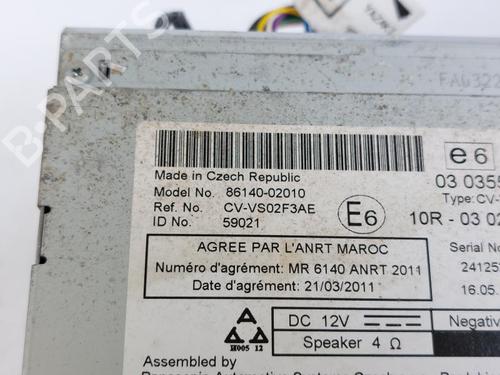 B-PARTS
e6
Made in Czech Republic
03 0355
Model No. 86140-02010
Type: CV-
Ref. No. CV-VS02F3AE
E6
10R - 03 02
ID No. 59021
AGREE PAR L'ANRT MAROC
Serial No
Numéro d'agrément: MR 6140 ANRT 2011
24125
Date d'agrément: 21/03/2011
16.05.
H005 12
DC 12V
Negativ
Speaker 4 Ω
Assembled by